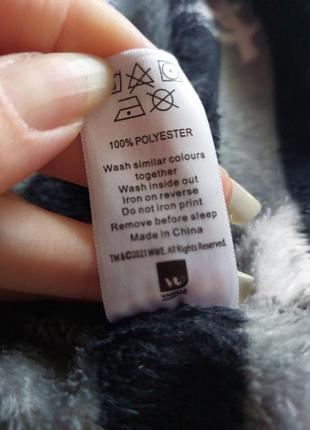 100% POLYESTER
Wash similar colours
together
Wash inside out
Iron on reverse
Do not iron print
Remove before sleep
Made in China
TM&©2021 WWE. All Rights Reserved.